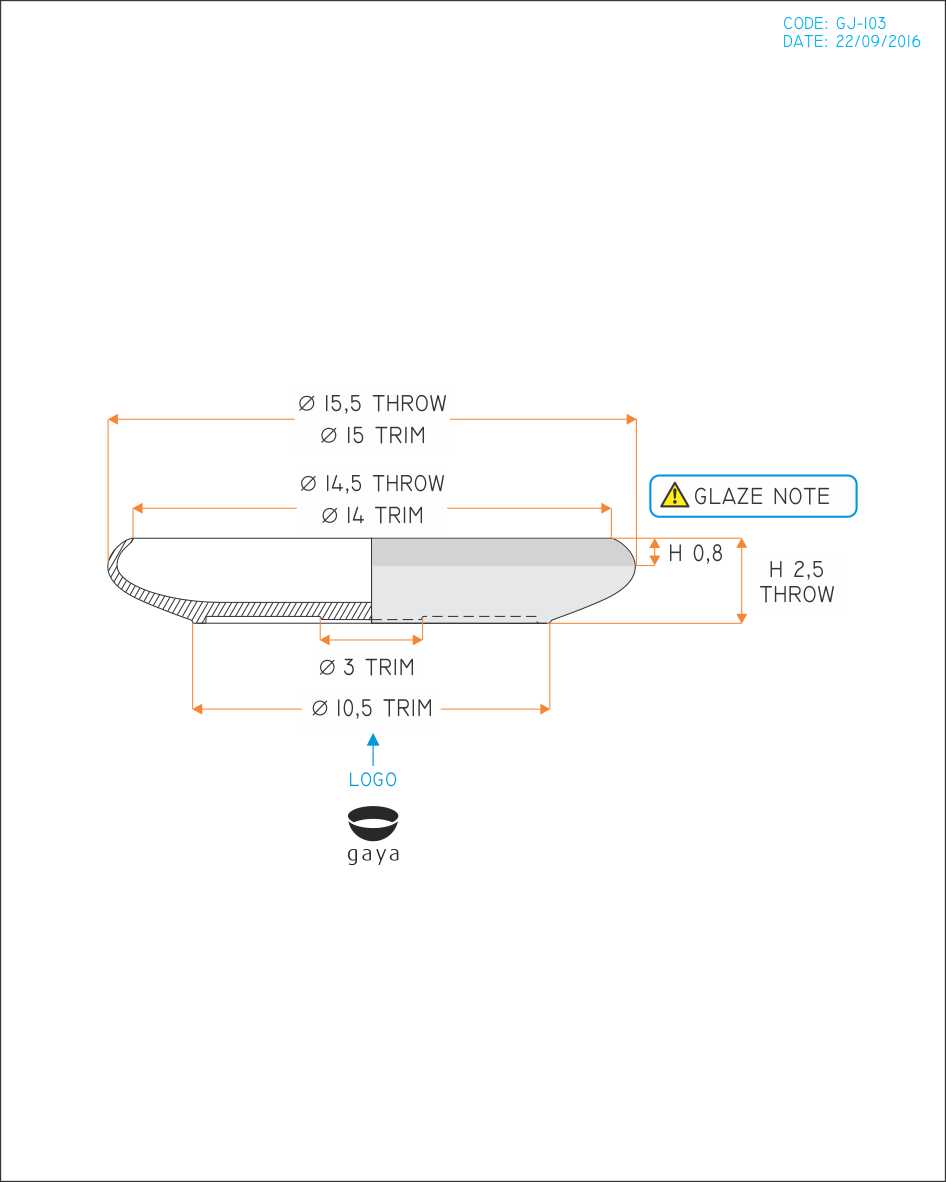 CODE: GJ-103
DATE: 22/09/2016
Ø 15,5 THROW
Ø 15 TRIM
Ø 14,5 THROW
Ø 14 TRIM
GLAZE NOTE
H 0,8
H 2,5
THROW
Ø 3 TRIM
Ø 10,5 TRIM
LOGO
gaya